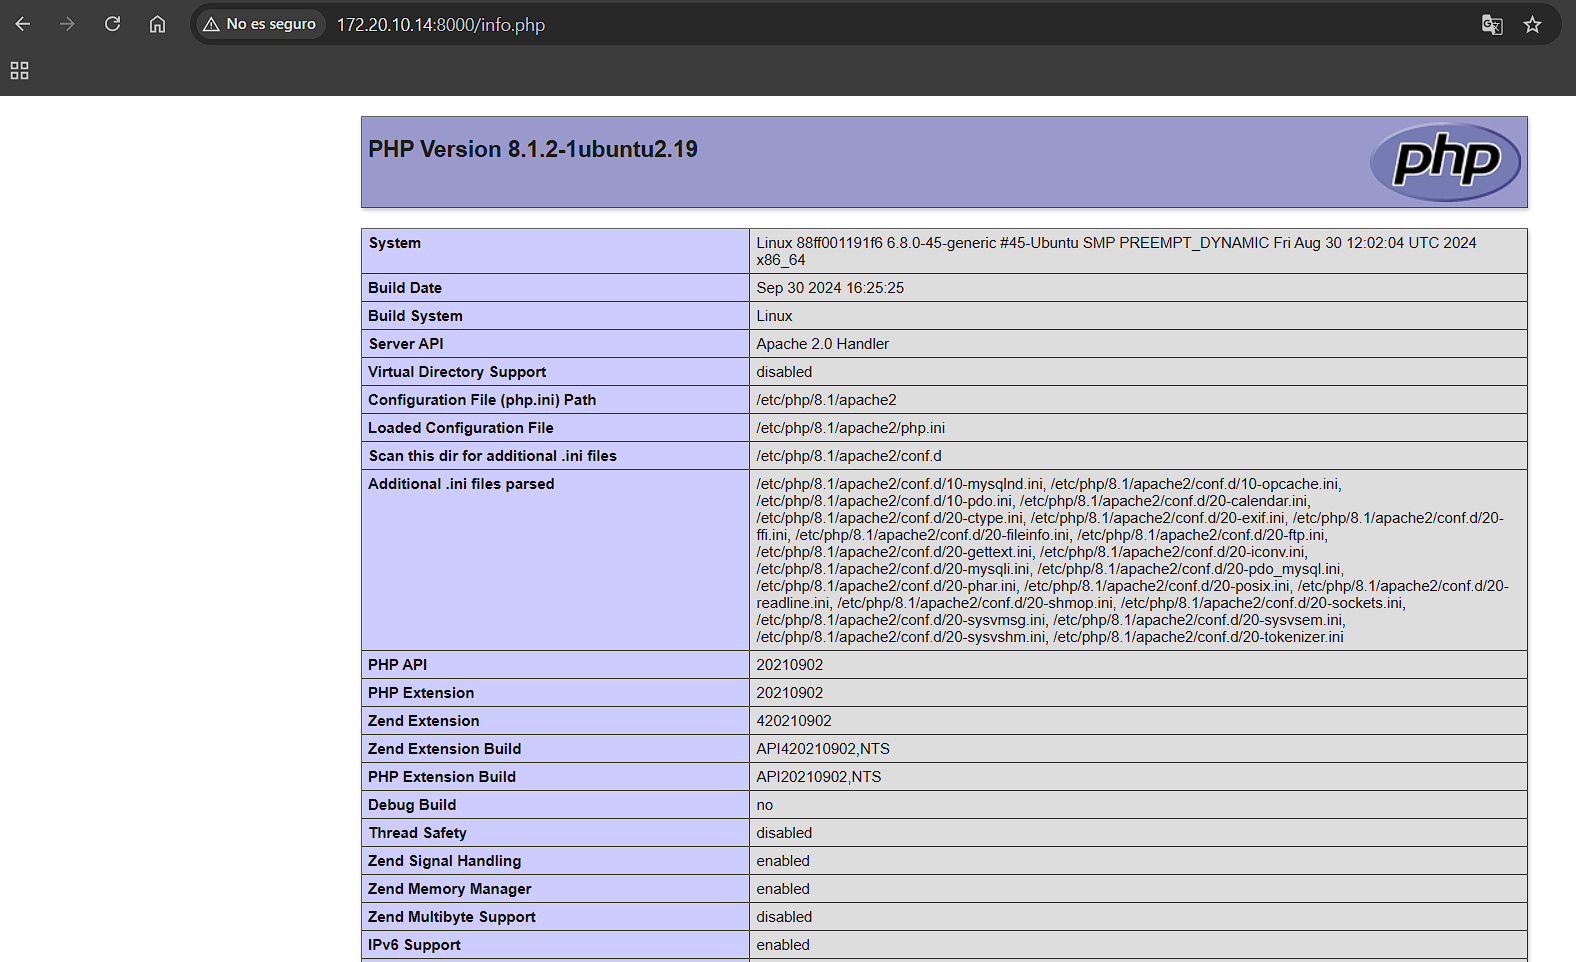 No es seguro 172.20.10.14:8000/info.php
PHP Version 8.1.2-1ubuntu2.19
php
System Linux 88ff001191f6 6.8.0-45-generic #45-Ubuntu SMP PREEMPT_DYNAMIC Fri Aug 30 12:02:04 UTC 2024
x86_64
Build Date Sep 30 2024 16:25:25
Build System Linux
Server API Apache 2.0 Handler
Virtual Directory Support disabled
Configuration File (php.ini) Path /etc/php/8.1/apache2
Loaded Configuration File /etc/php/8.1/apache2/php.ini
Scan this dir for additional .ini files /etc/php/8.1/apache2/conf.d
Additional .ini files parsed /etc/php/8.1/apache2/conf.d/10-mysqlnd.ini, /etc/php/8.1/apache2/conf.d/10-opcache.ini,
/etc/php/8.1/apache2/conf.d/10-pdo.ini, /etc/php/8.1/apache2/conf.d/20-calendar.ini,
/etc/php/8.1/apache2/conf.d/20-ctype.ini, /etc/php/8.1/apache2/conf.d/20-exif.ini, /etc/php/8.1/apache2/conf.d/20-
ffi.ini, /etc/php/8.1/apache2/conf.d/20-fileinfo.ini, /etc/php/8.1/apache2/conf.d/20-ftp.ini,
/etc/php/8.1/apache2/conf.d/20-gettext.ini, /etc/php/8.1/apache2/conf.d/20-iconv.ini,
/etc/php/8.1/apache2/conf.d/20-mysqli.ini, /etc/php/8.1/apache2/conf.d/20-pdo_mysql.ini,
/etc/php/8.1/apache2/conf.d/20-phar.ini, /etc/php/8.1/apache2/conf.d/20-posix.ini, /etc/php/8.1/apache2/conf.d/20-
readline.ini, /etc/php/8.1/apache2/conf.d/20-shmop.ini, /etc/php/8.1/apache2/conf.d/20-sockets.ini,
/etc/php/8.1/apache2/conf.d/20-sysvmsg.ini, /etc/php/8.1/apache2/conf.d/20-sysvsem.ini,
/etc/php/8.1/apache2/conf.d/20-sysvshm.ini, /etc/php/8.1/apache2/conf.d/20-tokenizer.ini
PHP API 20210902
PHP Extension 20210902
Zend Extension 420210902
Zend Extension Build API420210902,NTS
PHP Extension Build API20210902,NTS
Debug Build no
Thread Safety disabled
Zend Signal Handling enabled
Zend Memory Manager enabled
Zend Multibyte Support disabled
IPv6 Support enabled